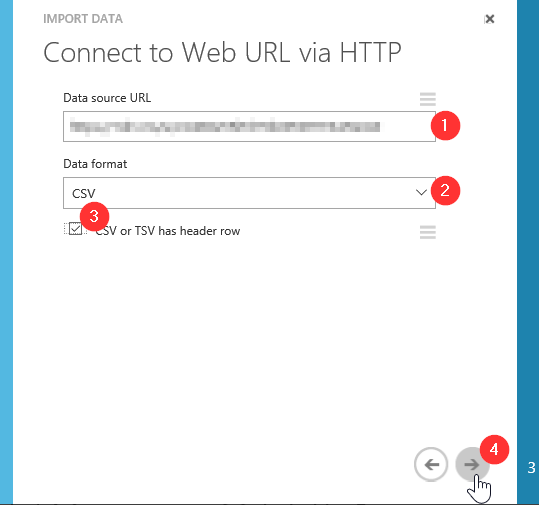 IMPORT DATA
Connect to Web URL via HTTP
Data source URL
1
Data format
CSV
2
3
CSV or TSV has header row
4
3